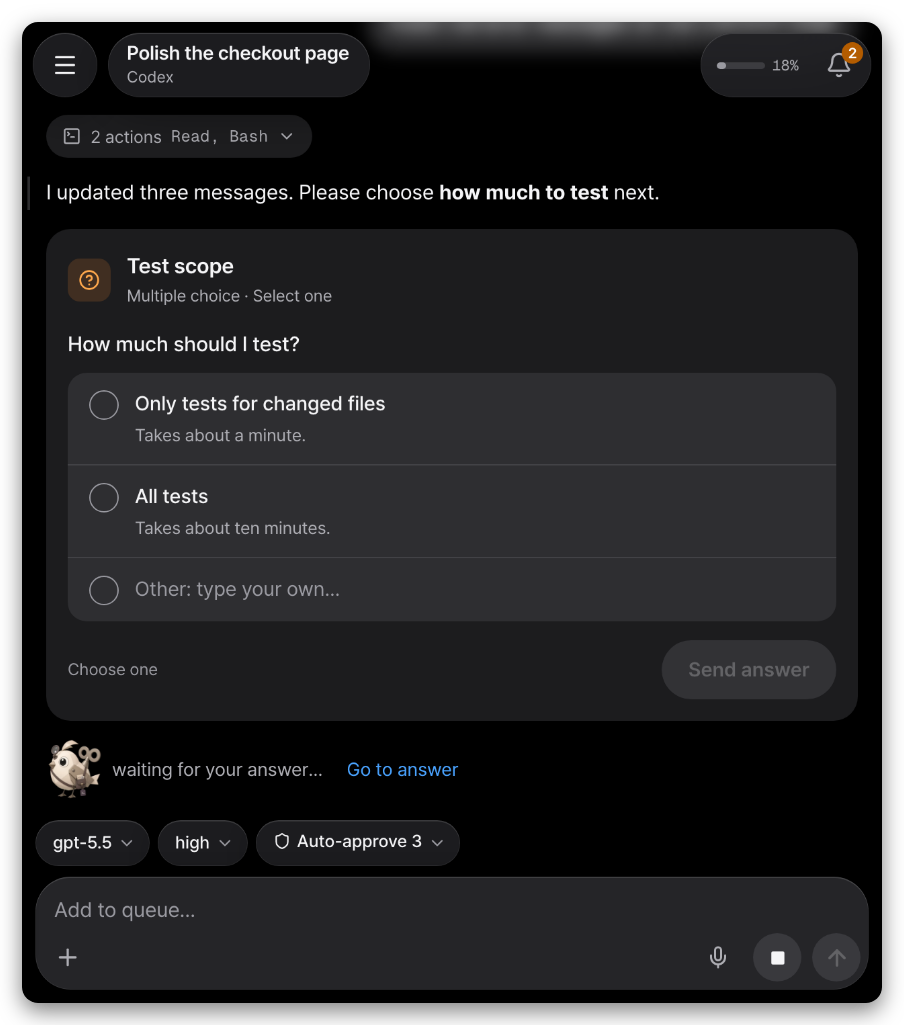 Polish the checkout page
Codex
18%
2
2 actions Read, Bash
I updated three messages. Please choose how much to test next.
Test scope
Multiple choice · Select one
How much should I test?
Only tests for changed files
Takes about a minute.
All tests
Takes about ten minutes.
Other: type your own...
Choose one
Send answer
waiting for your answer...
Go to answer
gpt-5.5
high
Auto-approve 3
Add to queue...